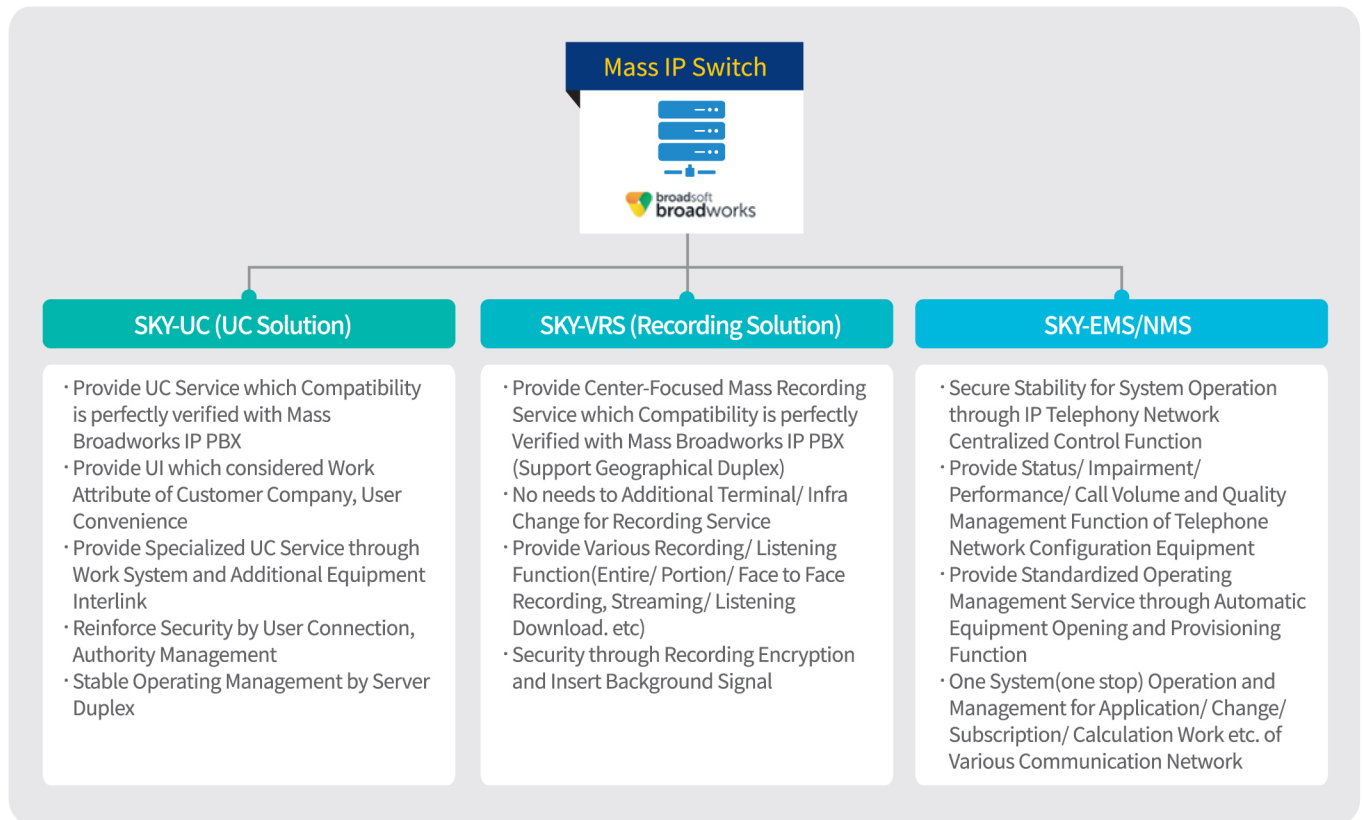 Mass IP Switch
broadsoft
broadworks
SKY-UC (UC Solution)
· Provide UC Service which Compatibility
is perfectly verified with Mass
Broadworks IP PBX
· Provide UI which considered Work
Attribute of Customer Company, User
Convenience
· Provide Specialized UC Service through
Work System and Additional Equipment
Interlink
· Reinforce Security by User Connection,
Authority Management
· Stable Operating Management by Server
Duplex
SKY-VRS (Recording Solution)
· Provide Center-Focused Mass Recording
Service which Compatibility is perfectly
Verified with Mass Broadworks IP PBX
(Support Geographical Duplex)
· No needs to Additional Terminal/ Infra
Change for Recording Service
· Provide Various Recording/ Listening
Function(Entire/ Portion/ Face to Face
Recording, Streaming/ Listening
Download. etc)
· Security through Recording Encryption
and Insert Background Signal
SKY-EMS/NMS
· Secure Stability for System Operation
through IP Telephony Network
Centralized Control Function
· Provide Status/ Impairment/
Performance/ Call Volume and Quality
Management Function of Telephone
Network Configuration Equipment
· Provide Standardized Operating
Management Service through Automatic
Equipment Opening and Provisioning
Function
· One System(one stop) Operation and
Management for Application/ Change/
Subscription/ Calculation Work etc. of
Various Communication Network